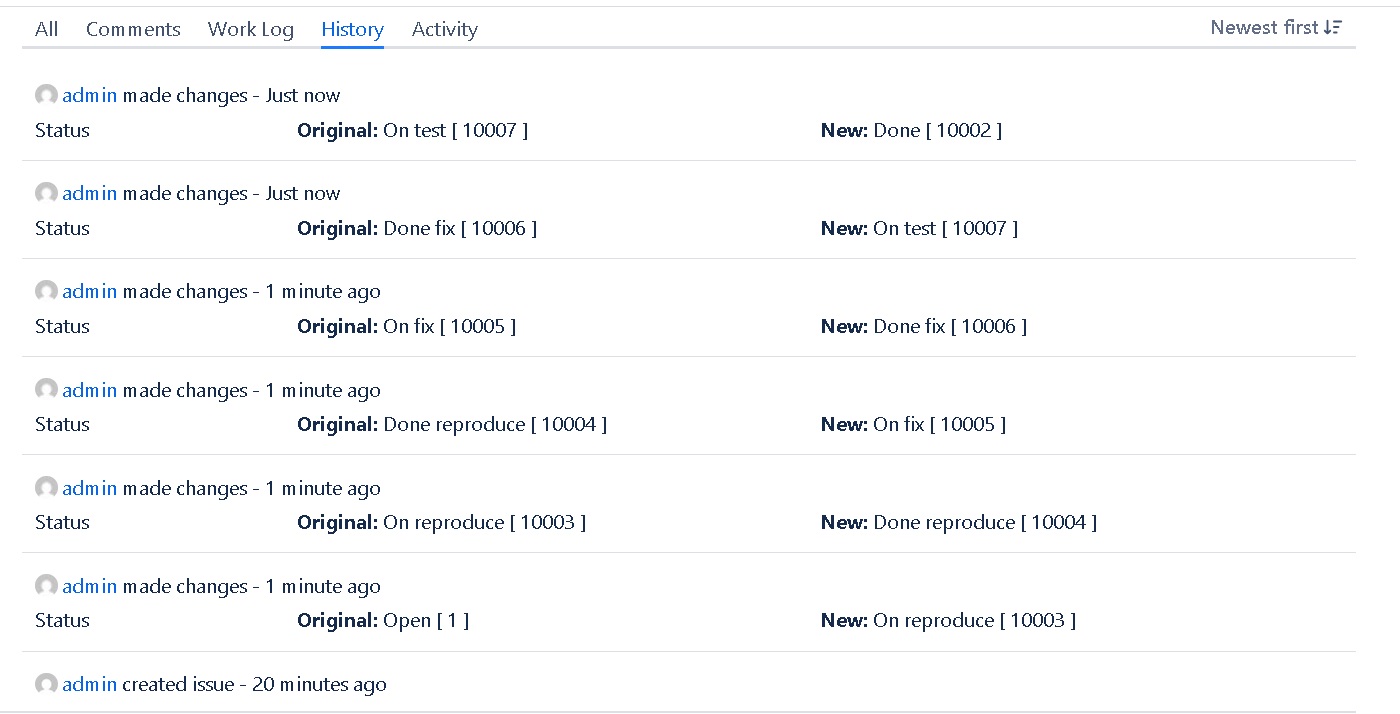 All Comments Work Log History Activity Newest first
admin made changes - Just now
Status Original: On test [ 10007 ] New: Done [ 10002 ]
admin made changes - Just now
Status Original: Done fix [ 10006 ] New: On test [ 10007 ]
admin made changes - 1 minute ago
Status Original: On fix [ 10005 ] New: Done fix [ 10006 ]
admin made changes - 1 minute ago
Status Original: Done reproduce [ 10004 ] New: On fix [ 10005 ]
admin made changes - 1 minute ago
Status Original: On reproduce [ 10003 ] New: Done reproduce [ 10004 ]
admin made changes - 1 minute ago
Status Original: Open [ 1 ] New: On reproduce [ 10003 ]
admin created issue - 20 minutes ago